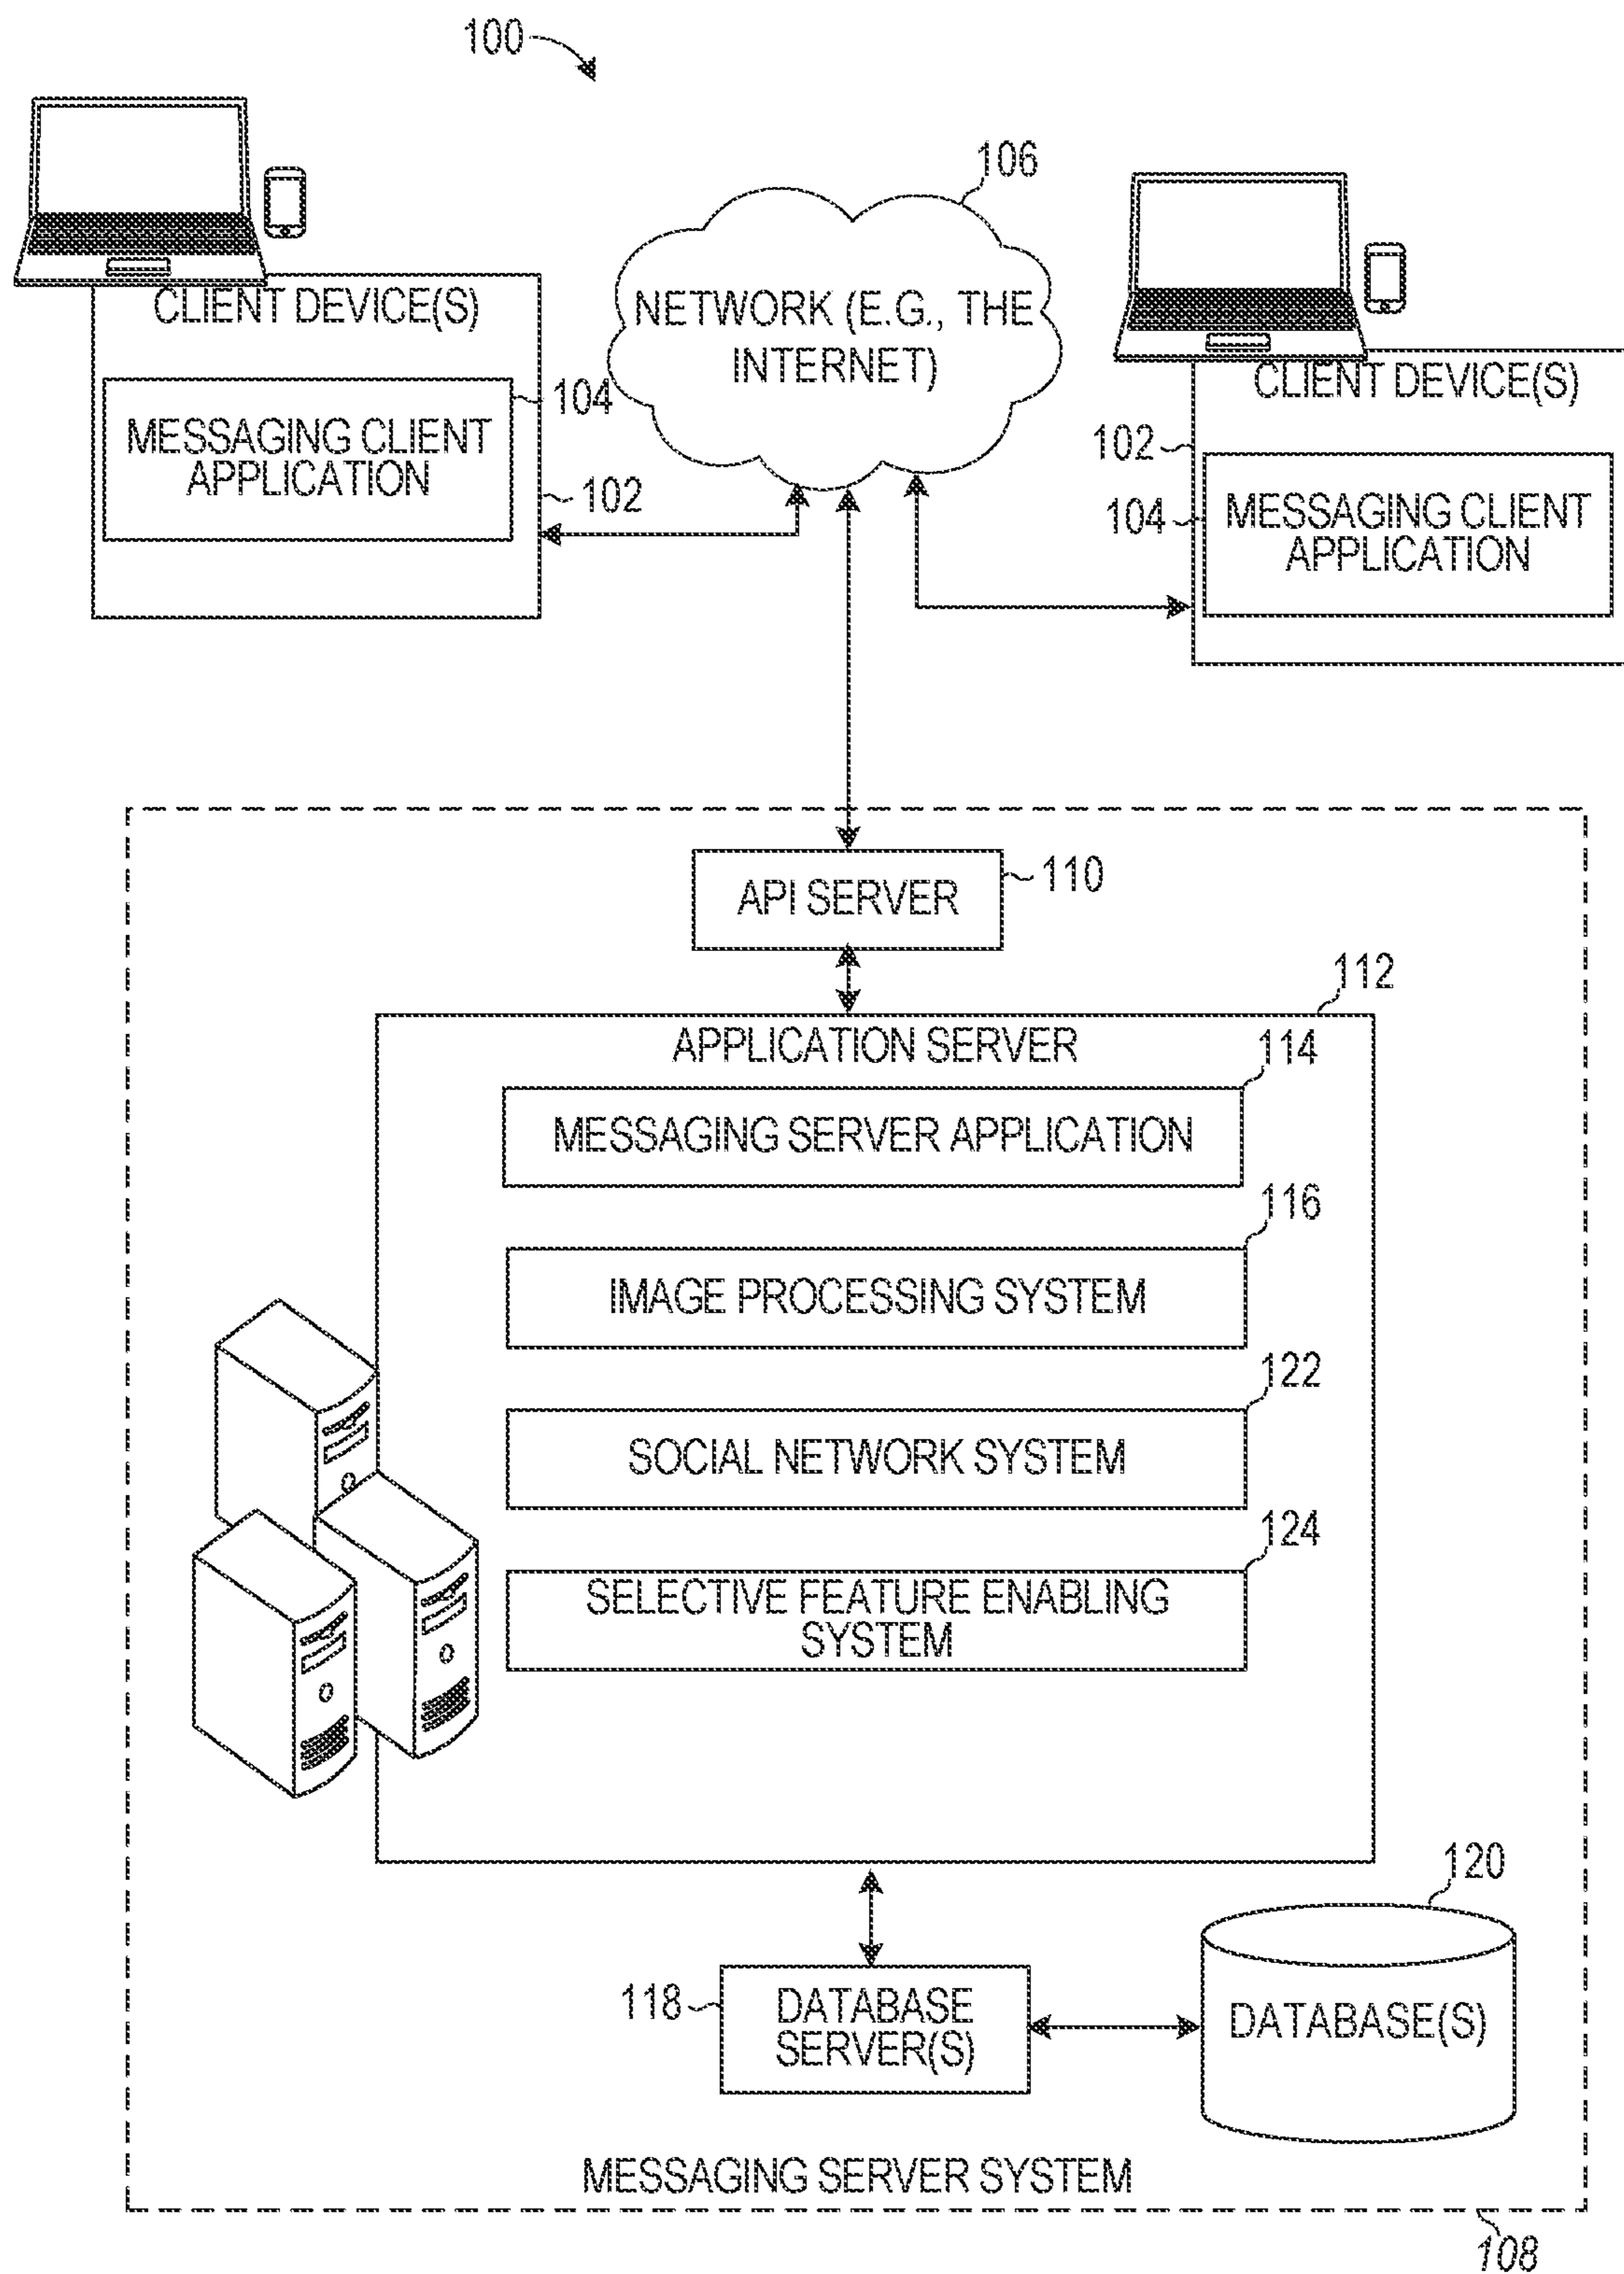 100
106
CLIENT DEVICE(S)
NETWORK (E.G., THE
INTERNET)
CLIENT DEVICE(S)
104
MESSAGING CLIENT
APPLICATION
102
102
104
MESSAGING CLIENT
APPLICATION
110
API SERVER
112
APPLICATION SERVER
114
MESSAGING SERVER APPLICATION
116
IMAGE PROCESSING SYSTEM
122
SOCIAL NETWORK SYSTEM
124
SELECTIVE FEATURE ENABLING
SYSTEM
120
118
DATABASE
SERVER(S)
DATABASE(S)
MESSAGING SERVER SYSTEM
108